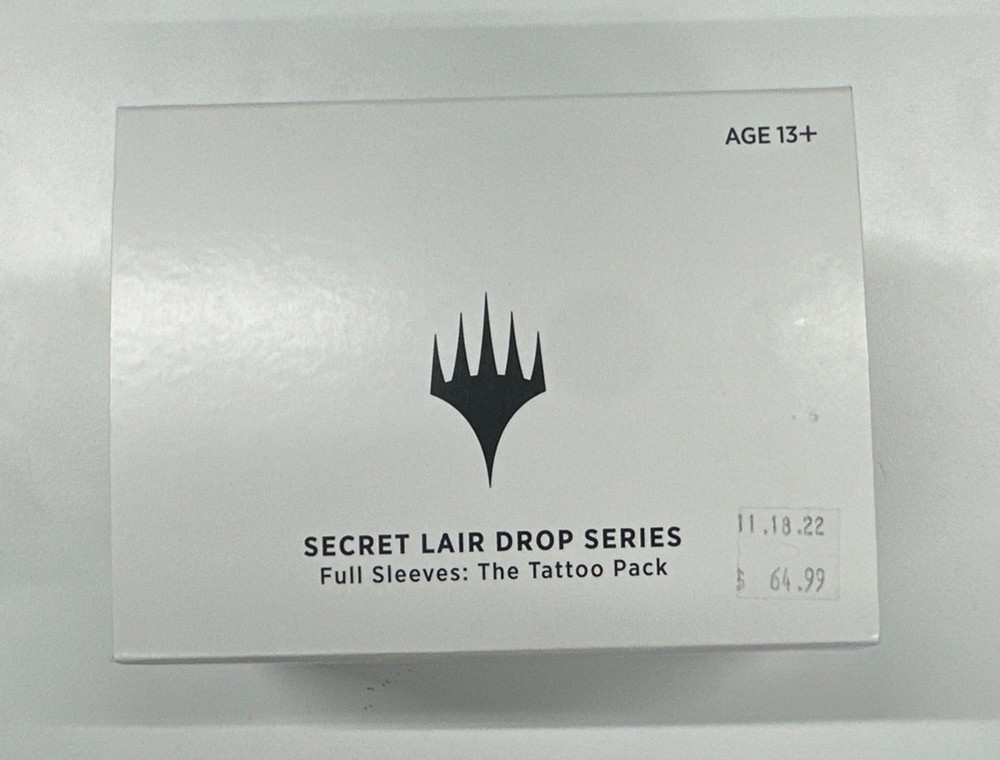 AGE 13+
SECRET LAIR DROP SERIES
Full Sleeves: The Tattoo Pack
11.18.22
$ 64.99